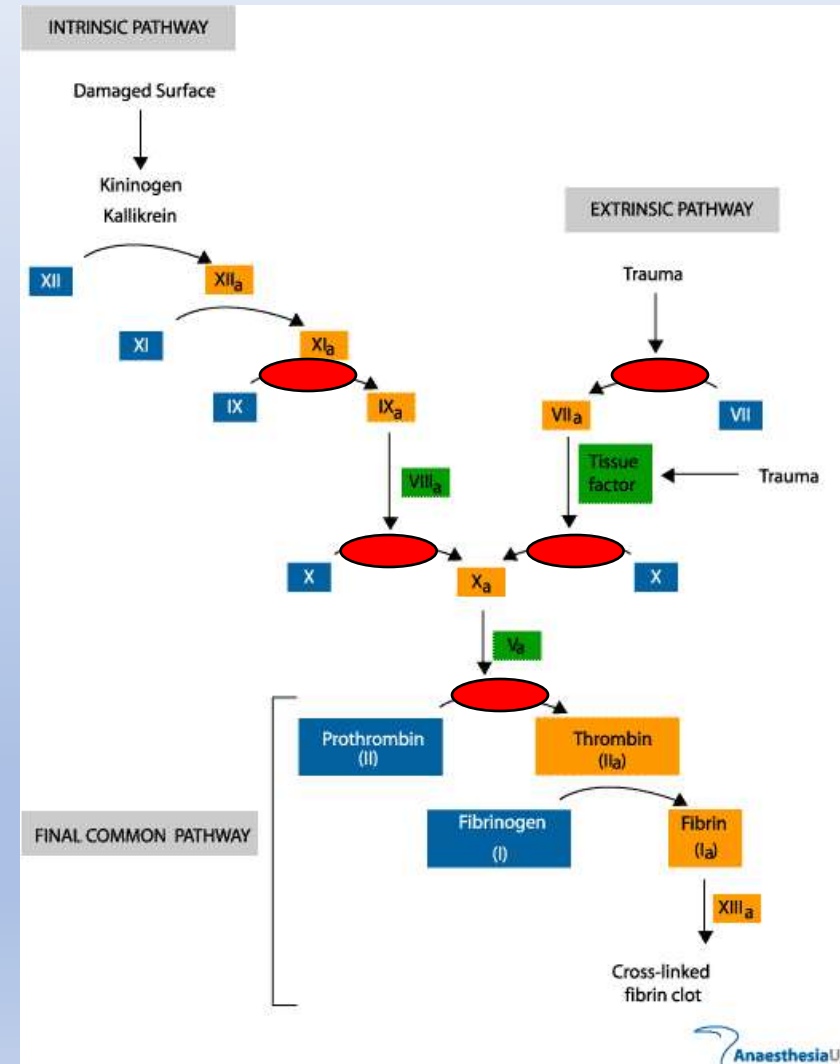 INTRINSIC PATHWAY
Damaged Surface
Kininogen
Kallikrein
EXTRINSIC PATHWAY
Trauma
XII
XIIa
XI
XIa
IX
IXa
VIIa
VII
VIIIa
Tissue
factor
Trauma
X
Xa
X
Va
Prothrombin
(II)
Thrombin
(IIa)
FINAL COMMON PATHWAY
Fibrinogen
(I)
Fibrin
(Ia)
XIIIa
Cross-linked
fibrin clot
AnaesthesiaU